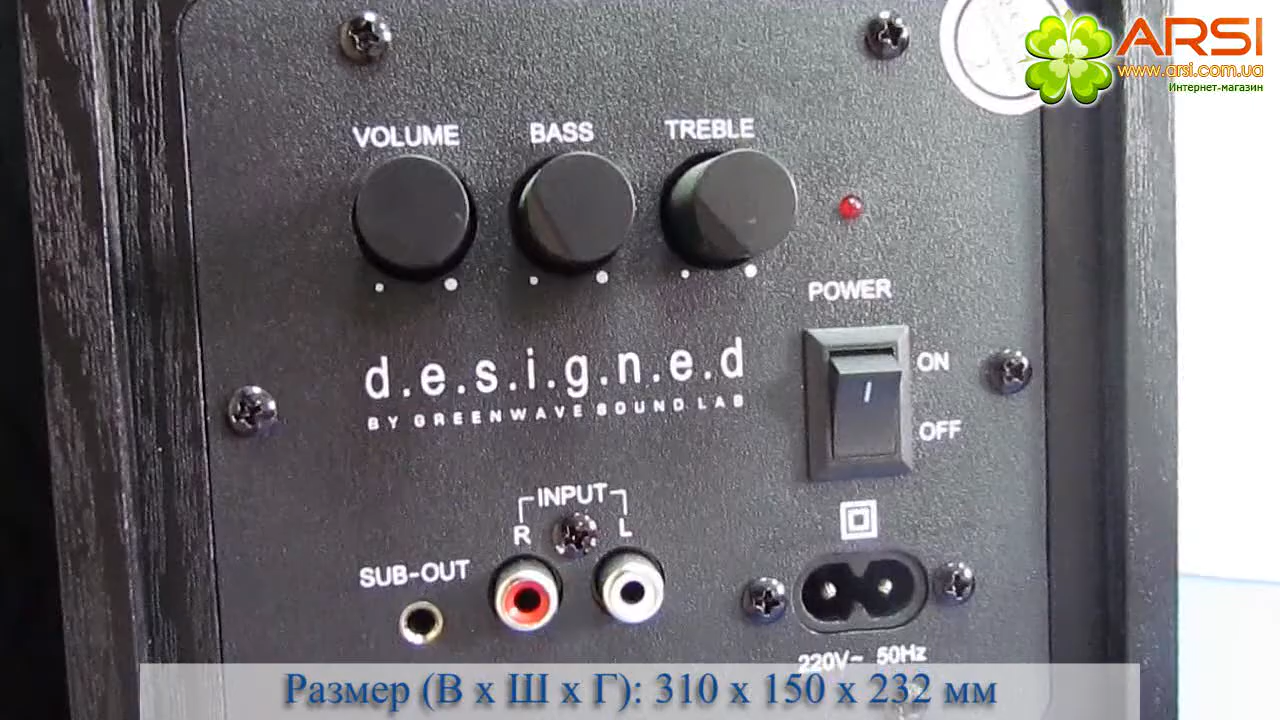 ARSI
www.arsi.com.ua
Интернет-магазин
VOLUME BASS TREBLE
POWER
ON
OFF
d.e.s.i.g.n.e.d
BY GREENWAVE SOUND LAB
INPUT
R L
SUB-OUT
220V~ 50Hz
Размер (В x Ш x Г): 310 x 150 x 232 мм